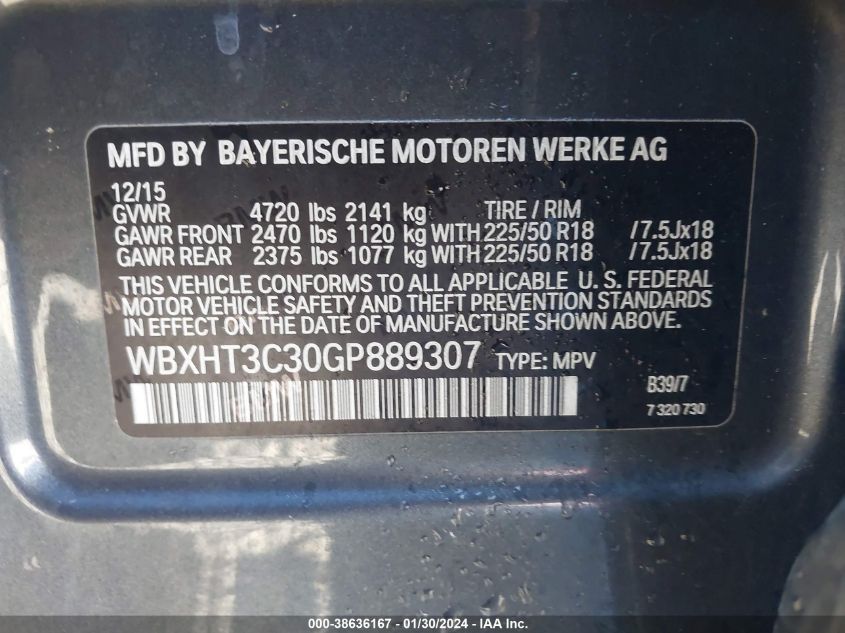 MFD BY BAYERISCHE MOTOREN WERKE AG
12/15
GVWR 4720 lbs 2141 kg TIRE / RIM
GAWR FRONT 2470 lbs 1120 kg WITH 225/50 R18 /7.5Jx18
GAWR REAR 2375 lbs 1077 kg WITH 225/50 R18 /7.5Jx18
THIS VEHICLE CONFORMS TO ALL APPLICABLE U. S. FEDERAL
MOTOR VEHICLE SAFETY AND THEFT PREVENTION STANDARDS
IN EFFECT ON THE DATE OF MANUFACTURE SHOWN ABOVE.
WBXHT3C30GP889307 TYPE: MPV
B39/7
7 320 730
000-38636167 - 01/30/2024 - IAAI Inc.